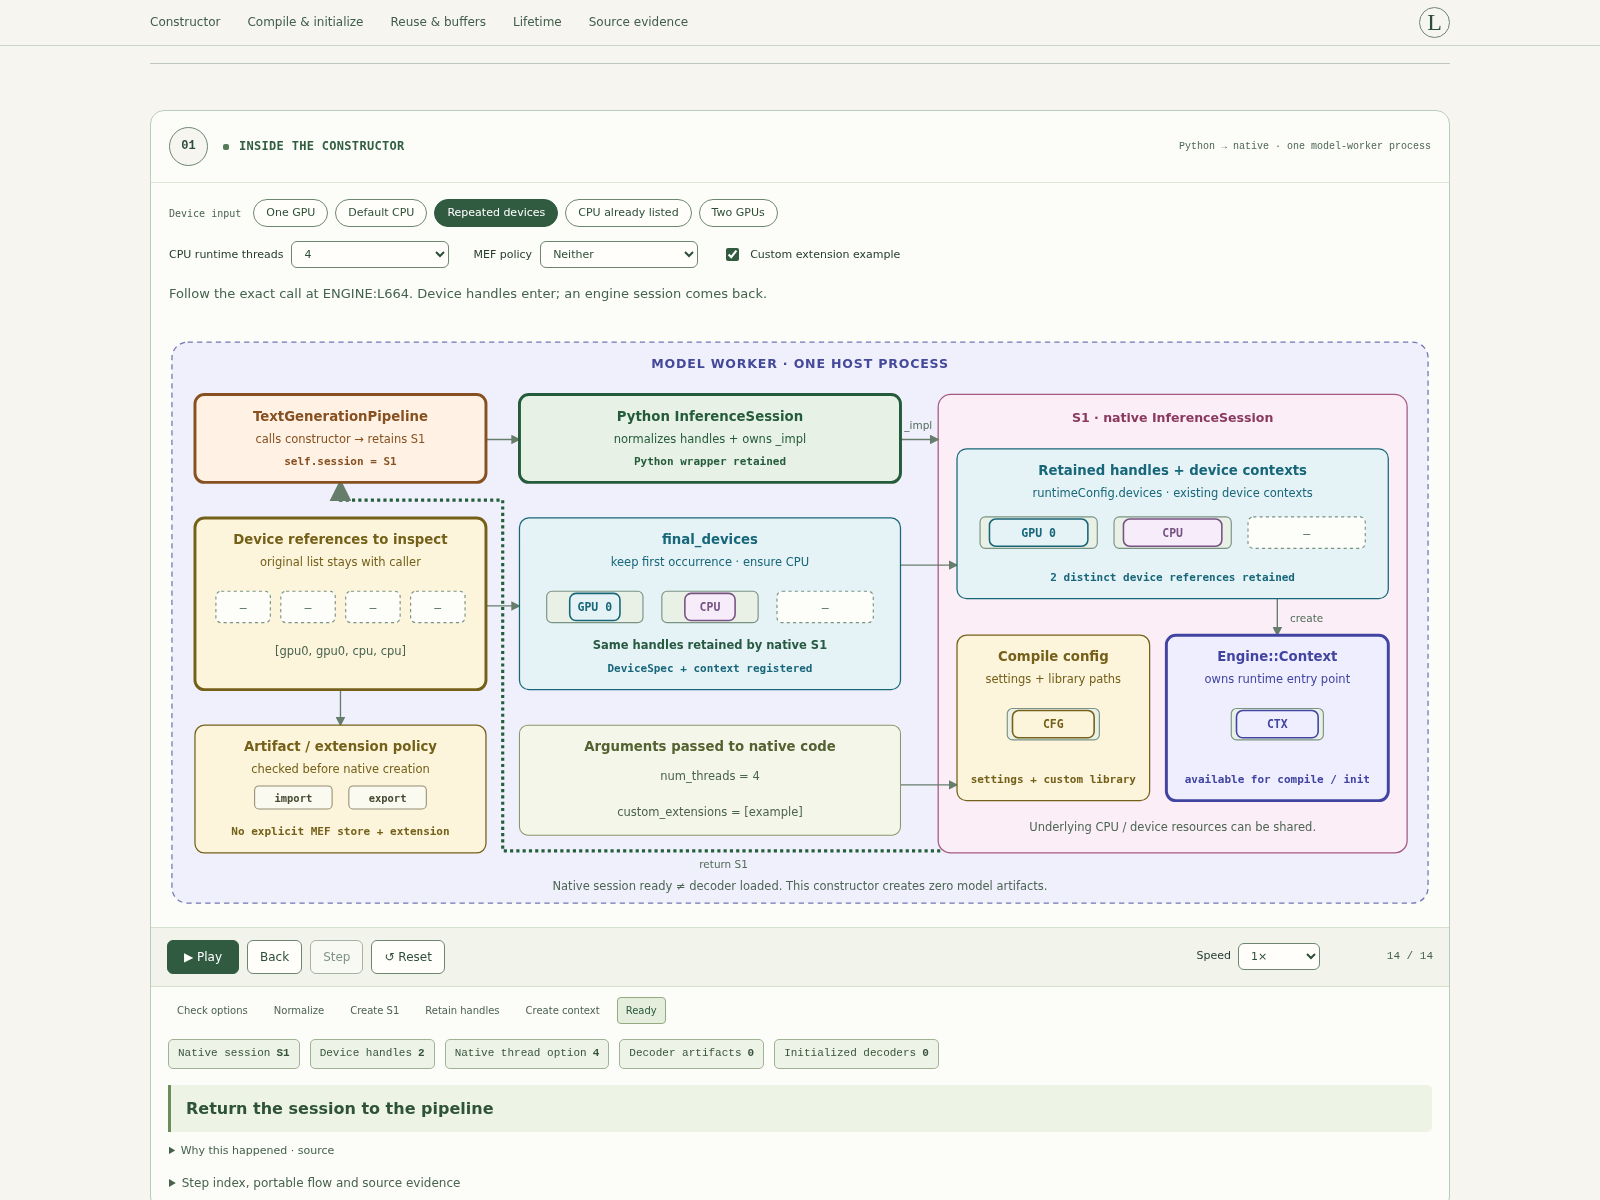 Constructor Compile & initialize Reuse & buffers Lifetime Source evidence L
01 INSIDE THE CONSTRUCTOR Python → native · one model-worker process
Device input One GPU Default CPU Repeated devices CPU already listed Two GPUs
CPU runtime threads 4 MEF policy Neither Custom extension example
Follow the exact call at ENGINE:L664. Device handles enter; an engine session comes back.
MODEL WORKER · ONE HOST PROCESS
TextGenerationPipeline
calls constructor → retains S1
self.session = S1
Python InferenceSession
normalizes handles + owns _impl
Python wrapper retained
_impl
S1 · native InferenceSession
Retained handles + device contexts
runtimeConfig.devices · existing device contexts
GPU 0 CPU –
2 distinct device references retained
Device references to inspect
original list stays with caller
– – – –
[gpu0, gpu0, cpu, cpu]
final_devices
keep first occurrence · ensure CPU
GPU 0 CPU –
Same handles retained by native S1
DeviceSpec + context registered
create
Compile config
settings + library paths
CFG
settings + custom library
Engine::Context
owns runtime entry point
CTX
available for compile / init
Artifact / extension policy
checked before native creation
import export
No explicit MEF store + extension
Arguments passed to native code
num_threads = 4
custom_extensions = [example]
Underlying CPU / device resources can be shared.
return S1
Native session ready ≠ decoder loaded. This constructor creates zero model artifacts.
▶ Play Back Step ↺ Reset Speed 1× 14 / 14
Check options Normalize Create S1 Retain handles Create context Ready
Native session S1 Device handles 2 Native thread option 4 Decoder artifacts 0 Initialized decoders 0
Return the session to the pipeline
▶ Why this happened · source
▶ Step index, portable flow and source evidence